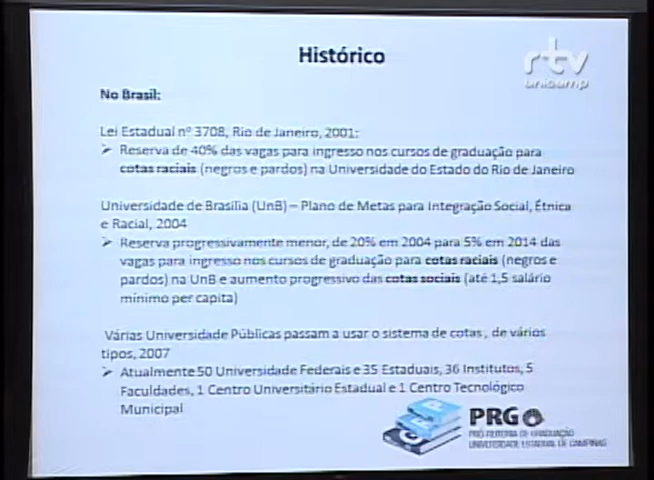 Histórico
rtv
unicamp
No Brasil:
Lei Estadual nº 3708, Rio de Janeiro, 2001:
➢ Reserva de 40% das vagas para ingresso nos cursos de graduação para
cotas raciais (negros e pardos) na Universidade do Estado do Rio de Janeiro
Universidade de Brasília (UnB) – Plano de Metas para Integração Social, Étnica
e Racial, 2004
➢ Reserva progressivamente menor, de 20% em 2004 para 5% em 2014 das
vagas para ingresso nos cursos de graduação para cotas raciais (negros e
pardos) na UnB e aumento progressivo das cotas sociais (até 1,5 salário
mínimo per capita)
Várias Universidade Públicas passam a usar o sistema de cotas , de vários
tipos, 2007
➢ Atualmente 50 Universidade Federais e 35 Estaduais, 36 Institutos, 5
Faculdades, 1 Centro Universitário Estadual e 1 Centro Tecnológico
Municipal
PRG
PRÓ-REITORIA DE GRADUAÇÃO
UNIVERSIDADE ESTADUAL DE CAMPINAS